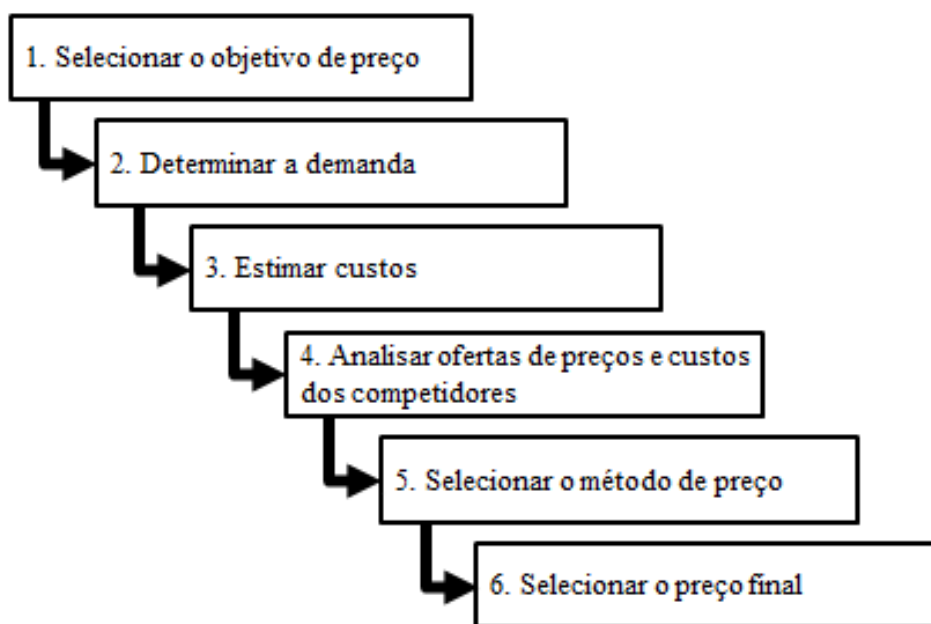 1. Selecionar o objetivo de preço
2. Determinar a demanda
3. Estimar custos
4. Analisar ofertas de preços e custos
dos competidores
5. Selecionar o método de preço
6. Selecionar o preço final